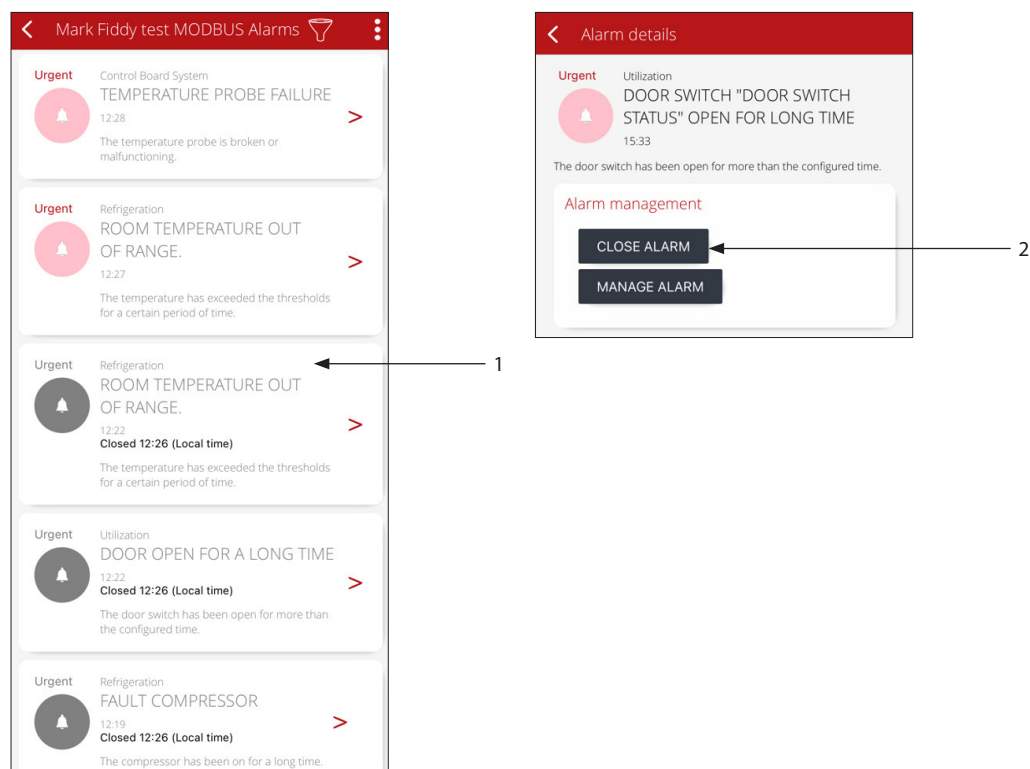 Mark Fiddy test MODBUS Alarms
Urgent
Control Board System
TEMPERATURE PROBE FAILURE
12:28
>
The temperature probe is broken or
malfunctioning.
Urgent
Refrigeration
ROOM TEMPERATURE OUT
OF RANGE.
>
12:27
The temperature has exceeded the thresholds
for a certain period of time.
Urgent
Refrigeration
ROOM TEMPERATURE OUT
OF RANGE.
>
12:22
Closed 12:26 (Local time)
The temperature has exceeded the thresholds
for a certain period of time.
Urgent
Utilization
DOOR OPEN FOR A LONG TIME
12:22
>
Closed 12:26 (Local time)
The door switch has been open for more than
the configured time.
Urgent
Refrigeration
FAULT COMPRESSOR
12:19
>
Closed 12:26 (Local time)
The compressor has been on for a long time.
1
Alarm details
Urgent
Utilization
DOOR SWITCH "DOOR SWITCH
STATUS" OPEN FOR LONG TIME
15:33
The door switch has been open for more than the configured time.
Alarm management
CLOSE ALARM
2
MANAGE ALARM